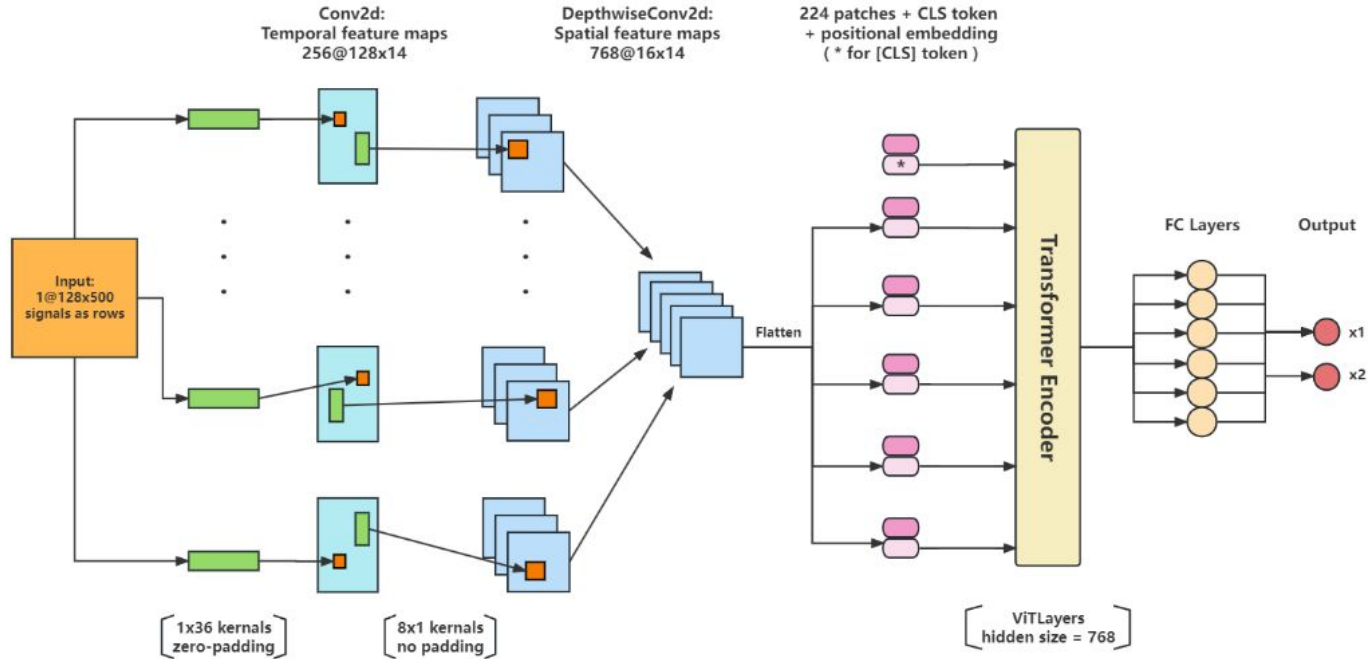 Conv2d:
Temporal feature maps
256@128x14
DepthwiseConv2d:
Spatial feature maps
768@16x14
224 patches + CLS token
+ positional embedding
( * for [CLS] token )
*
Input:
1@128x500
signals as rows
Flatten
Transformer Encoder
FC Layers
Output
x1
x2
1x36 kernals
zero-padding
8x1 kernals
no padding
ViTLayers
hidden size = 768